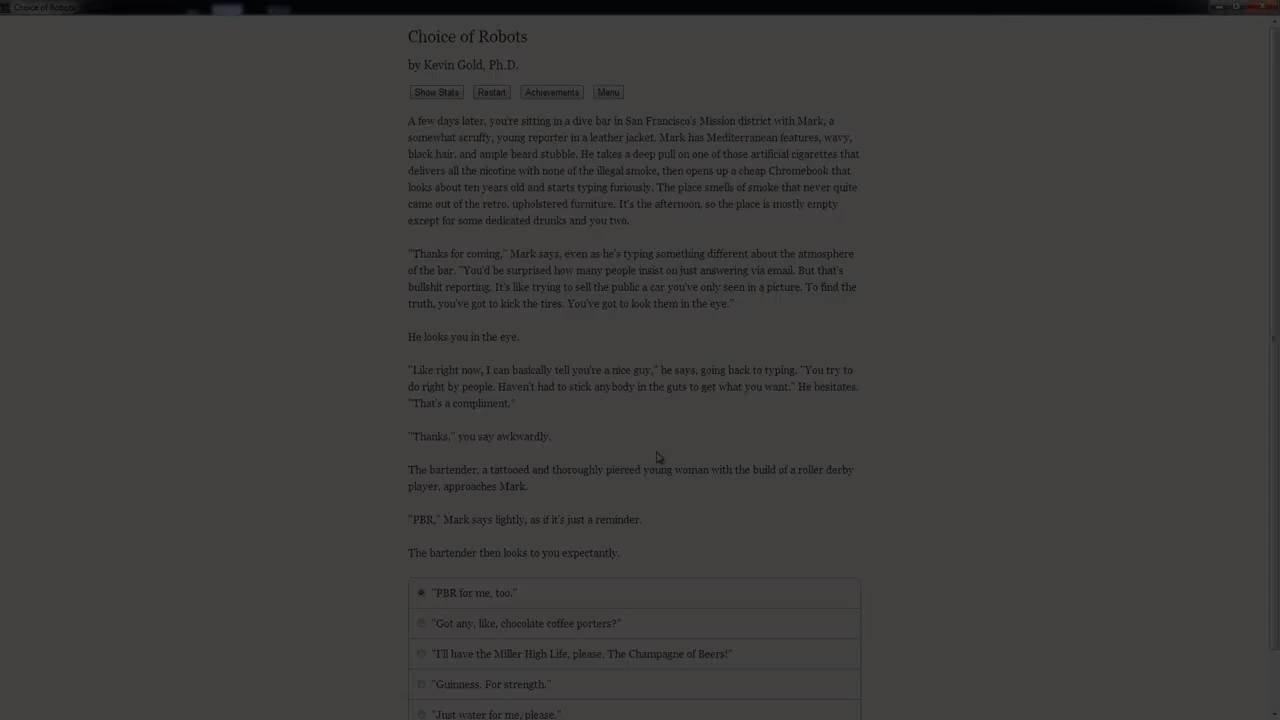 Choice of Robots
Choice of Robots
by Kevin Gold, Ph.D.
Show Stats Restart Achievements Menu
A few days later, you're sitting in a dive bar in San Francisco's Mission district with Mark, a
somewhat scruffy, young reporter in a leather jacket. Mark has Mediterranean features, wavy,
black hair, and ample beard stubble. He takes a deep pull on one of those artificial cigarettes that
delivers all the nicotine with none of the illegal smoke, then opens up a cheap Chromebook that
looks about ten years old and starts typing furiously. The place smells of smoke that never quite
came out of the retro, upholstered furniture. It's the afternoon, so the place is mostly empty
except for some dedicated drunks and you two.
"Thanks for coming," Mark says, even as he's typing something different about the atmosphere
of the bar. "You'd be surprised how many people insist on just answering via email. But that's
bullshit reporting. It's like trying to sell the public a car you've only seen in a picture. To find the
truth, you've got to kick the tires. You've got to look them in the eye."
He looks you in the eye.
"Like right now, I can basically tell you're a nice guy," he says, going back to typing. "You try to
do right by people. Haven't had to stick anybody in the guts to get what you want." He hesitates.
"That's a compliment."
"Thanks," you say awkwardly.
The bartender, a tattooed and thoroughly pierced young woman with the build of a roller derby
player, approaches Mark.
"PBR," Mark says lightly, as if it's just a reminder.
The bartender then looks to you expectantly.
"PBR for me, too."
"Got any, like, chocolate coffee porters?"
"I'll have the Miller High Life, please. The Champagne of Beers!"
"Guinness. For strength."
"Just water for me, please."